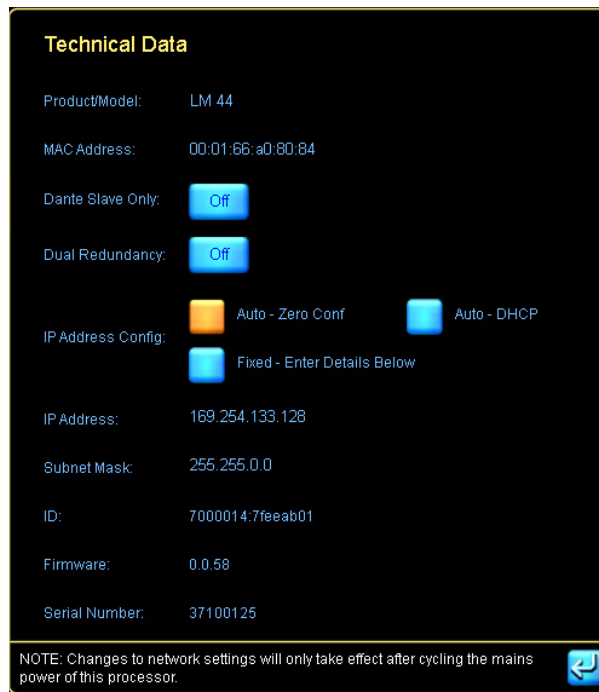 Technical Data
Product/Model: LM 44
MAC Address: 00:01:66:a0:80:84
Dante Slave Only: Off
Dual Redundancy: Off
Auto - Zero Conf Auto - DHCP
IP Address Config:
Fixed - Enter Details Below
IP Address: 169.254.133.128
Subnet Mask: 255.255.0.0
ID: 7000014:7feeab01
Firmware: 0.0.58
Serial Number: 37100125
NOTE: Changes to network settings will only take effect after cycling the mains
power of this processor.